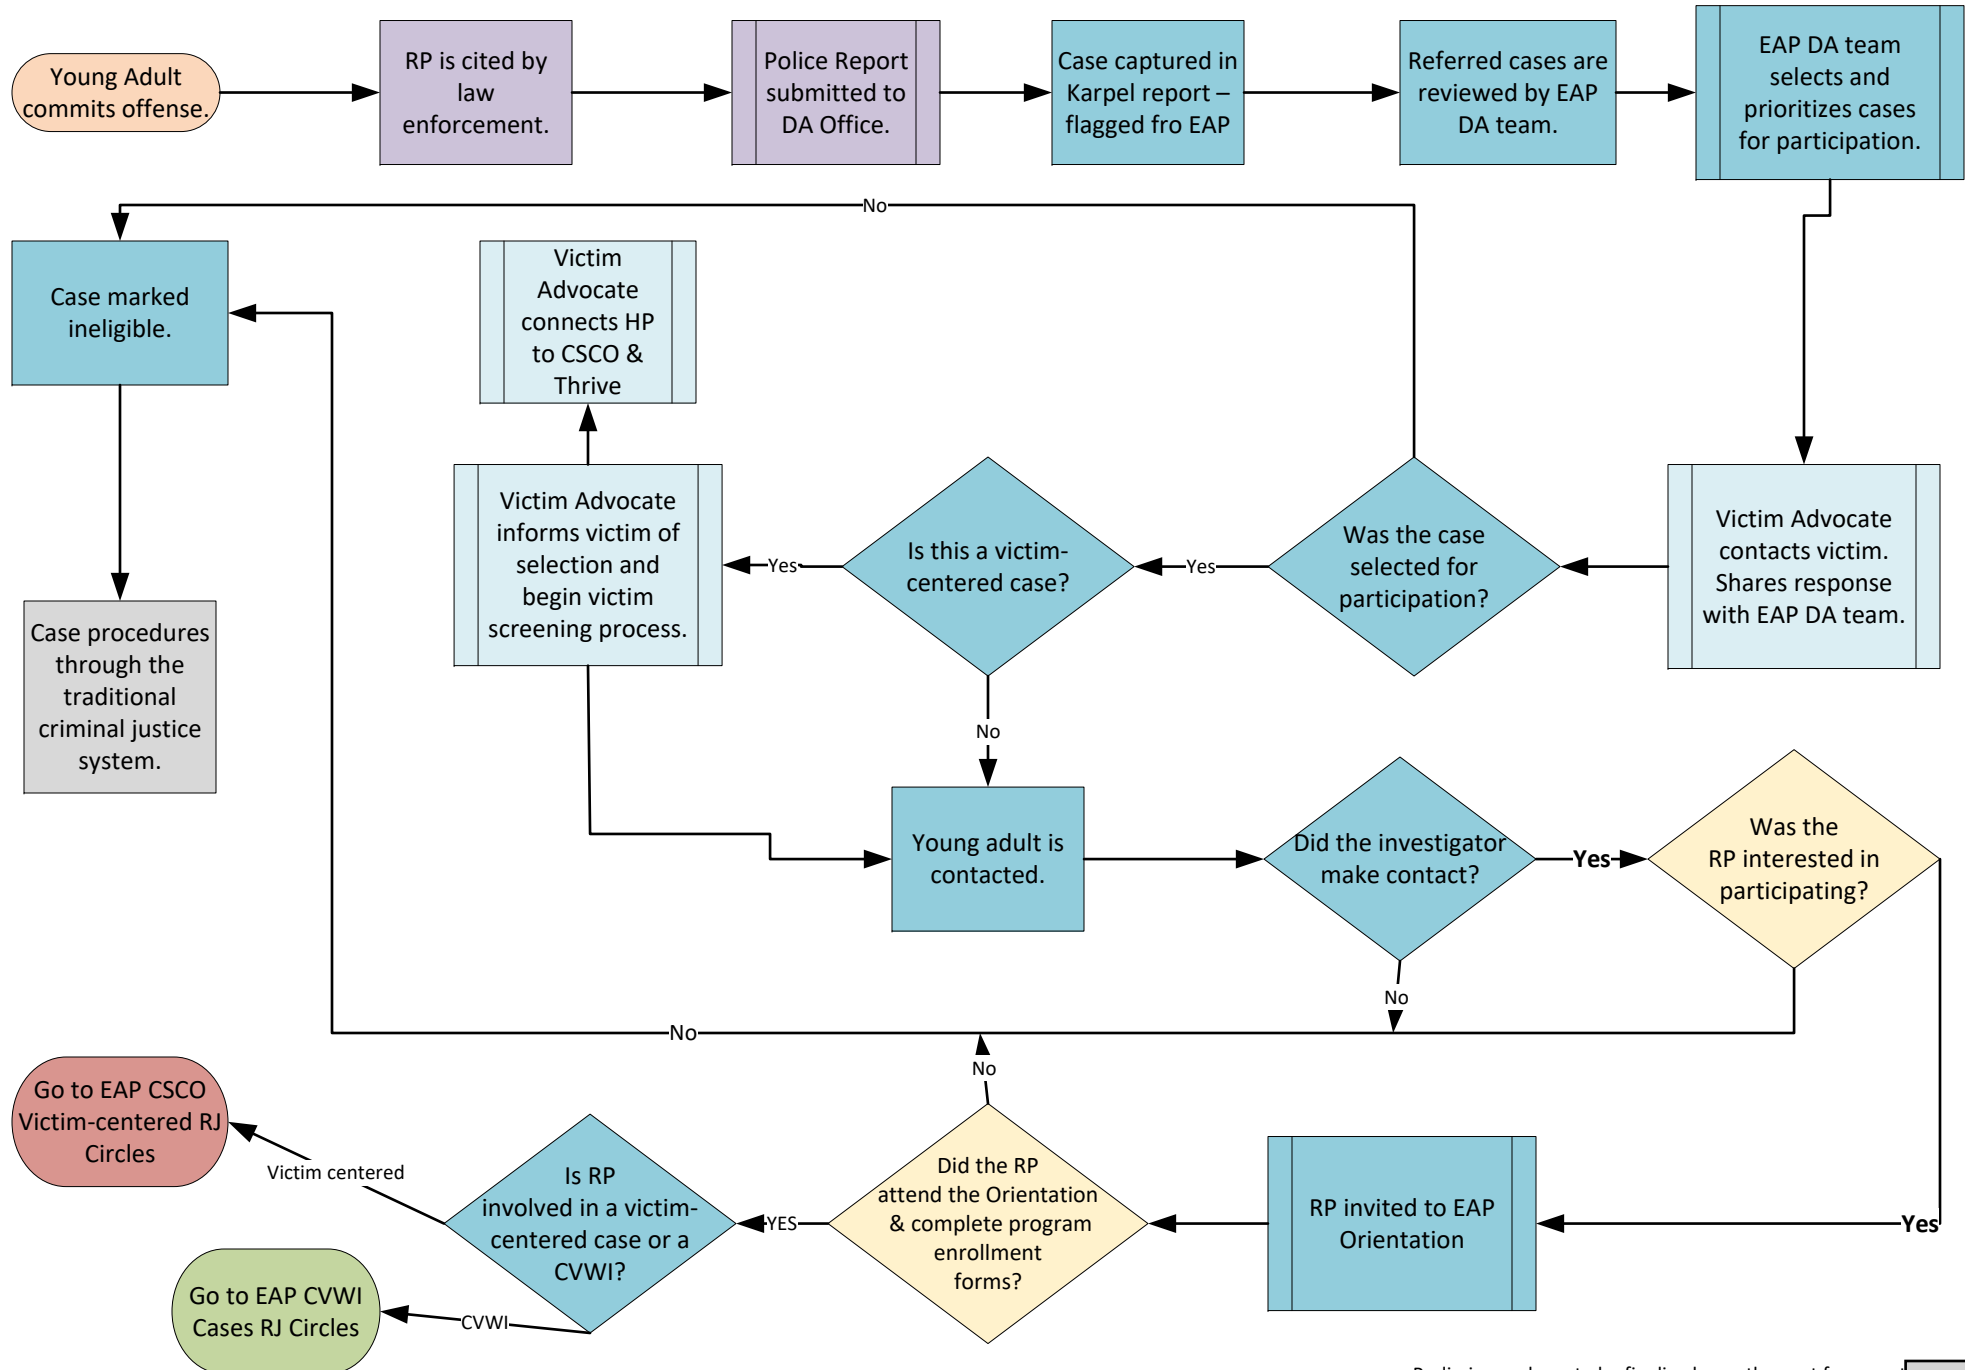 Young Adult
commits offense.
RP is cited by
law
enforcement.
Police Report
submitted to
DA Office.
Case captured in
Karpel report –
flagged fro EAP
Referred cases are
reviewed by EAP
DA team.
EAP DA team
selects and
prioritizes cases
for participation.
No
Case marked
ineligible.
Victim
Advocate
connects HP
to CSCO &
Thrive
Victim Advocate
informs victim of
selection and
begin victim
screening process.
Yes
Is this a victim-
centered case?
Yes
Was the case
selected for
participation?
Victim Advocate
contacts victim.
Shares response
with EAP DA team.
Case procedures
through the
traditional
criminal justice
system.
No
Young adult is
contacted.
Did the investigator
make contact?
Yes
Was the
RP interested in
participating?
No
No
No
Go to EAP CSCO
Victim-centered RJ
Circles
Victim centered
Is RP
involved in a victim-
centered case or a
CVWI?
YES
Did the RP
attend the Orientation
& complete program
enrollment
forms?
RP invited to EAP
Orientation
Yes
Go to EAP CVWI
Cases RJ Circles
CVWI